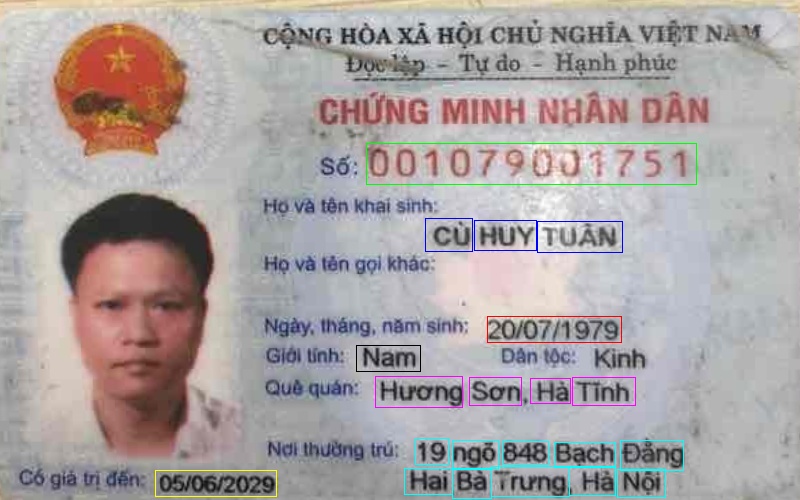 CỘNG HÒA XÃ HỘI CHỦ NGHĨA VIỆT NAM
Độc lập - Tự do - Hạnh phúc
CHỨNG MINH NHÂN DÂN
Số: 001079001751
Họ và tên khai sinh:
CÙ HUY TUẤN
Họ và tên gọi khác:
Ngày, tháng, năm sinh: 20/07/1979
Giới tính: Nam Dân tộc: Kinh
Quê quán: Hương Sơn, Hà Tĩnh
Nơi thường trú: 19 ngõ 848 Bạch Đằng
Hai Bà Trưng, Hà Nội
Có giá trị đến: 05/06/2029